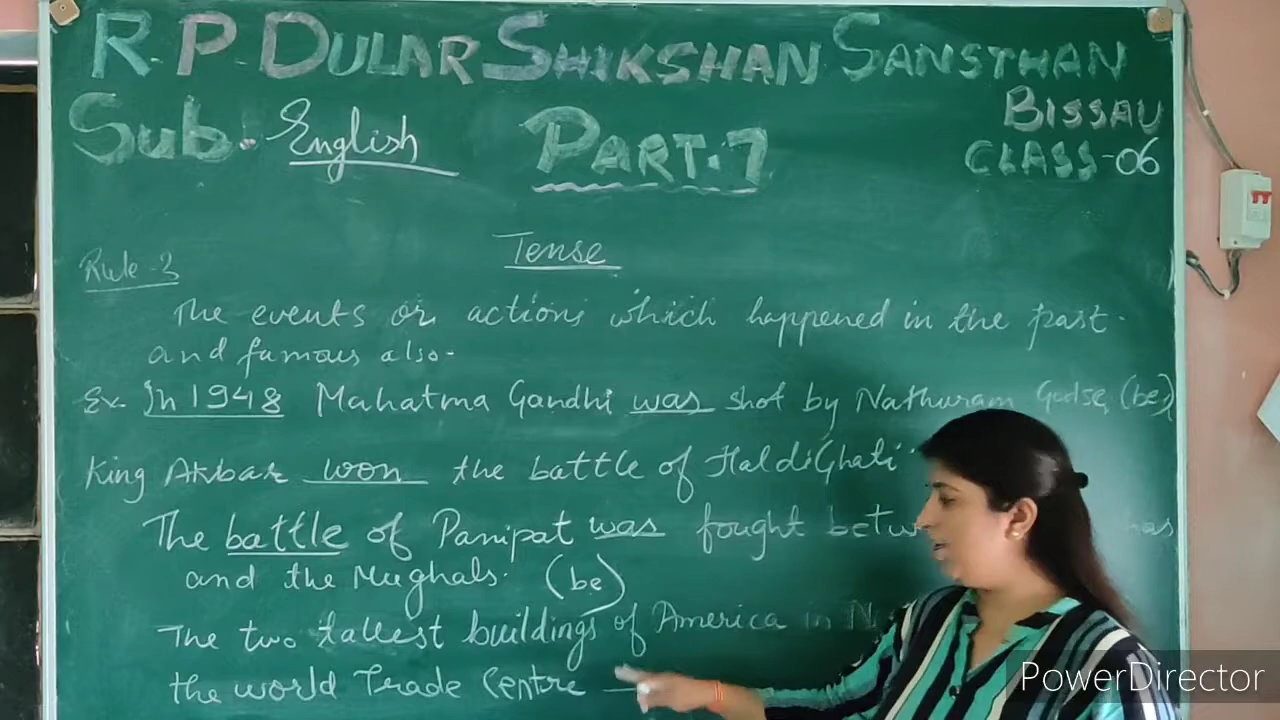 R.P. DULAR SHIKSHAN SANSTHAN
BISSAU
Sub. English PART.7 CLASS-06
Tense
Rule-3
The events or actions which happened in the past.
and famous also.
Ex. In 1948 Mahatma Gandhi was shot by Nathuram Godse, (be)
King Akbar won the battle of HaldiGhati.
The battle of Panipat was fought
and the Mughals. (be)
The two tallest buildings of America in
the world Trade Centre
PowerDirector